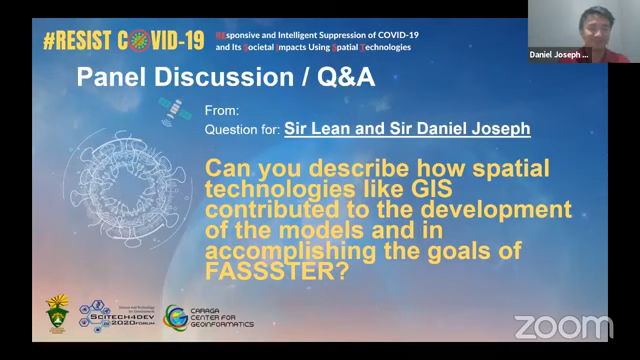 #RESIST COVID-19
REsponsive and Intelligent Suppression of COVID-19
and Its Societal Impacts Using Spatial Technologies
Daniel Joseph ...
Panel Discussion / Q&A
From:
Question for: Sir Lean and Sir Daniel Joseph
Can you describe how spatial
technologies like GIS
contributed to the development
of the models and in
accomplishing the goals of
FASSSTER?
SciTech4Dev
2020 FORUM
CARAGA
CENTER FOR
GEOINFORMATICS
zoom